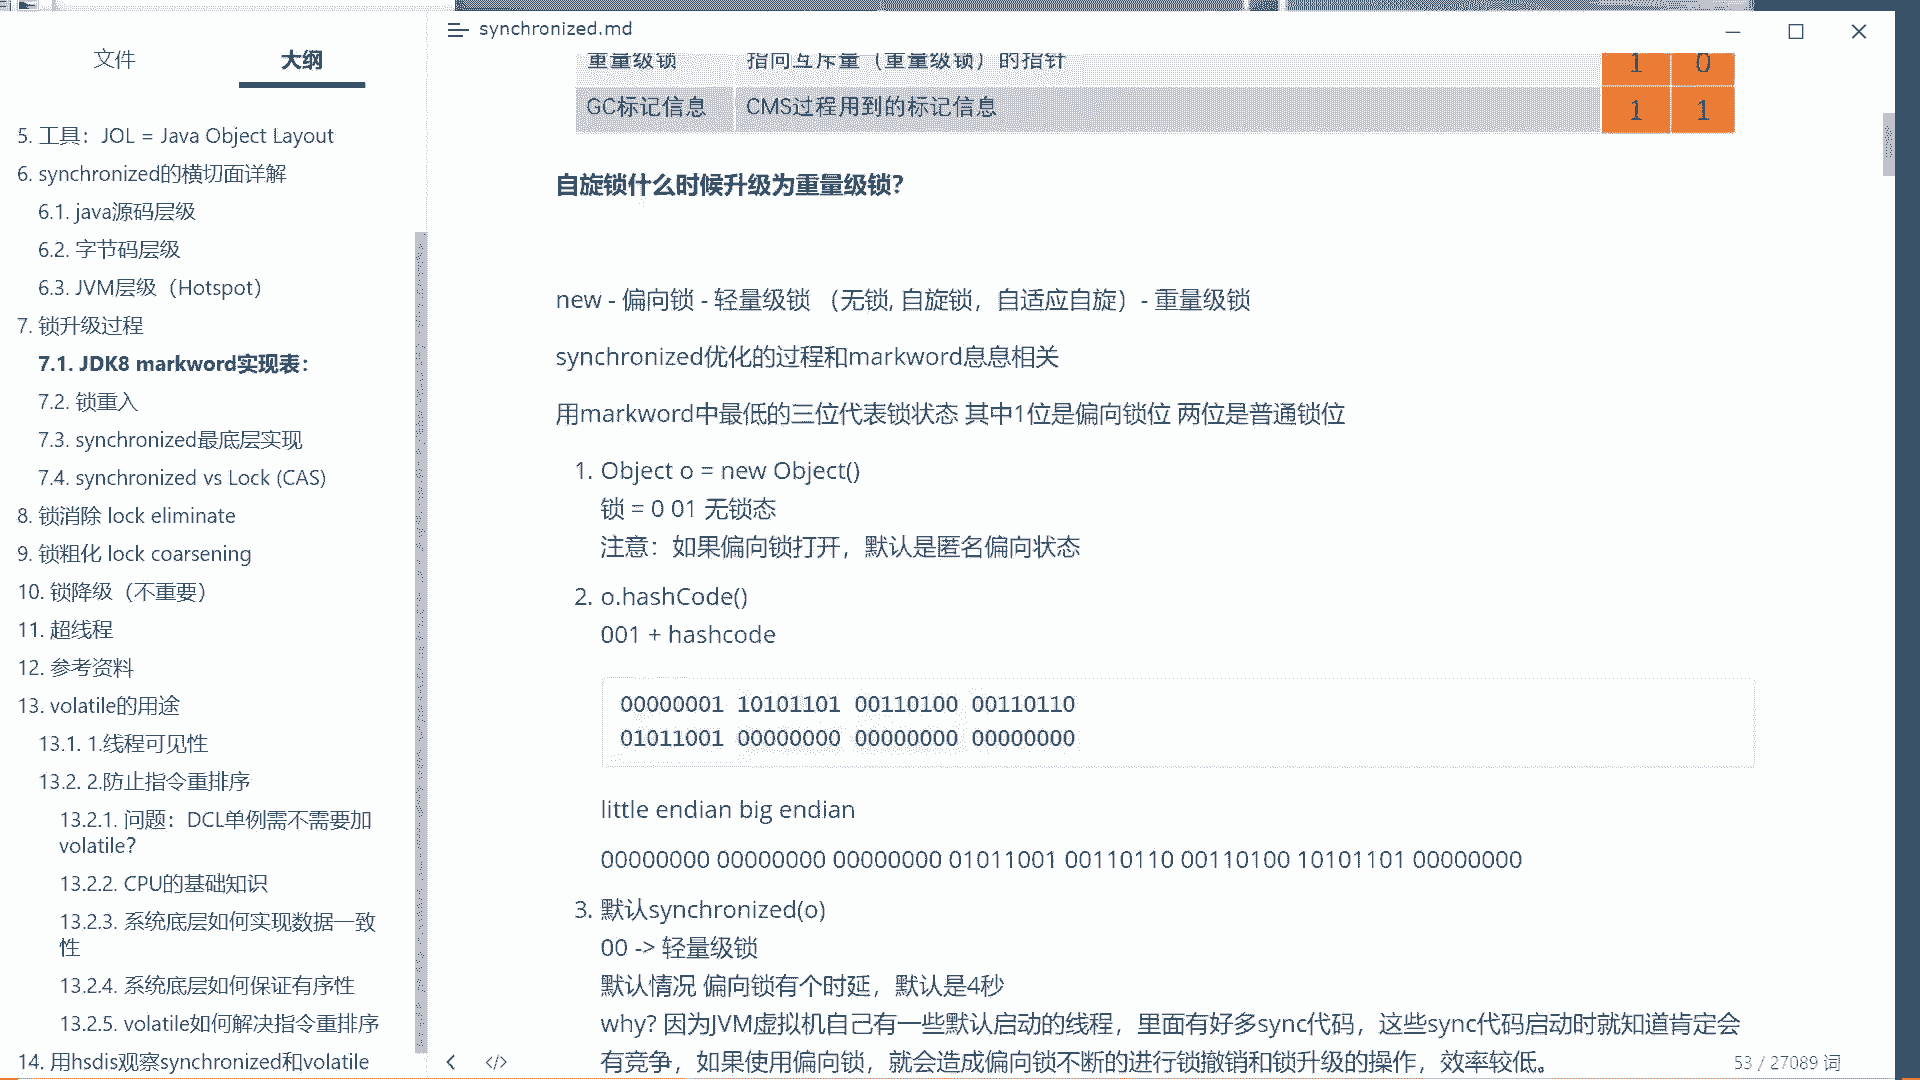 文件
大纲
5. 工具：JOL = Java Object Layout
6. synchronized的横切面详解
6.1. java源码层级
6.2. 字节码层级
6.3. JVM层级（Hotspot）
7. 锁升级过程
7.1. JDK8 markword实现表：
7.2. 锁重入
7.3. synchronized最底层实现
7.4. synchronized vs Lock (CAS)
8. 锁消除 lock eliminate
9. 锁粗化 lock coarsening
10. 锁降级（不重要）
11. 超线程
12. 参考资料
13. volatile的用途
13.1. 1.线程可见性
13.2. 2.防止指令重排序
13.2.1. 问题：DCL单例需不需要加
volatile?
13.2.2. CPU的基础知识
13.2.3. 系统底层如何实现数据一致
性
13.2.4. 系统底层如何保证有序性
13.2.5. volatile如何解决指令重排序
14. 用hsdis观察synchronized和volatile
synchronized.md
重量级锁 指向互斥量（重量级锁）的指针 1 0
GC标记信息 CMS过程用到的标记信息 1 1
自旋锁什么时候升级为重量级锁？
new - 偏向锁 - 轻量级锁 （无锁, 自旋锁，自适应自旋）- 重量级锁
synchronized优化的过程和markword息息相关
用markword中最低的三位代表锁状态 其中1位是偏向锁位 两位是普通锁位
1. Object o = new Object()
锁 = 0 01 无锁态
注意：如果偏向锁打开，默认是匿名偏向状态
2. o.hashCode()
001 + hashcode
00000001 10101101 00110100 00110110
01011001 00000000 00000000 00000000
little endian big endian
00000000 00000000 00000000 01011001 00110110 00110100 10101101 00000000
3. 默认synchronized(o)
00 -> 轻量级锁
默认情况 偏向锁有个时延，默认是4秒
why? 因为JVM虚拟机自己有一些默认启动的线程，里面有好多sync代码，这些sync代码启动时就知道肯定会
有竞争，如果使用偏向锁，就会造成偏向锁不断的进行锁撤销和锁升级的操作，效率较低。
</> 53 / 27089 词